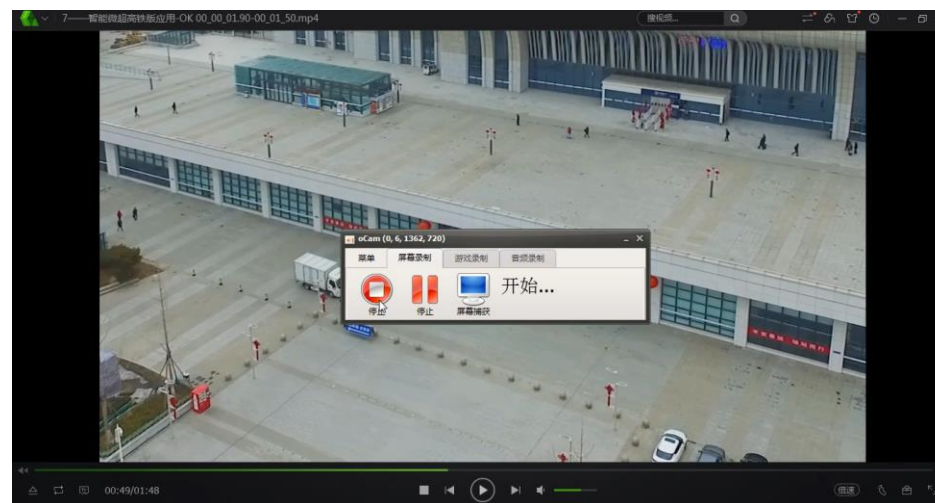 7——智能微超高铁版应用-OK 00_00_01.90-00_01_50.mp4
搜视频...
oCam (0, 6, 1362, 720)
菜单 屏幕录制 游戏录制 音频录制
开始...
停止 停止 屏幕捕获
00:49/01:48
倍速